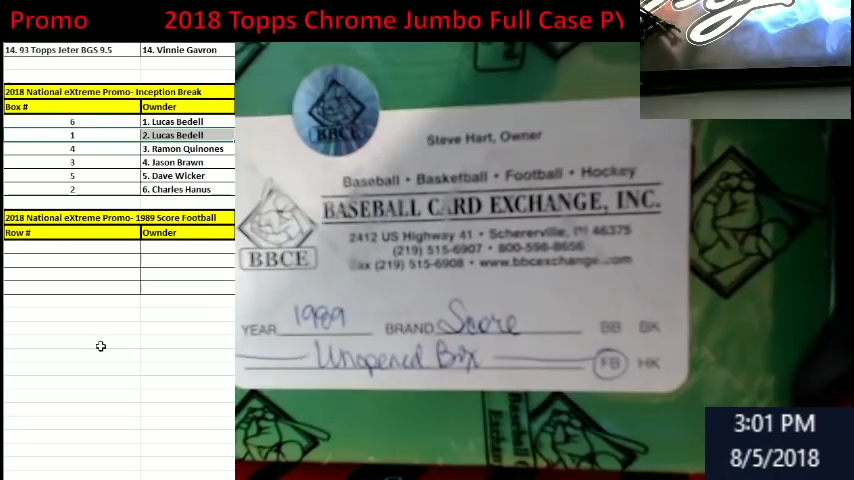 Promo 2018 Topps Chrome Jumbo Full Case PY
14. 93 Topps Jeter BGS 9.5 14. Vinnie Gavron
2018 National eXtreme Promo- Inception Break
Box # Ownder
6 1. Lucas Bedell
1 2. Lucas Bedell
4 3. Ramon Quinones
3 4. Jason Brawn
5 5. Dave Wicker
2 6. Charles Hanus
2018 National eXtreme Promo- 1989 Score Football
Row # Ownder
BBCE
Steve Hart, Owner
Baseball • Basketball • Football • Hockey
BASEBALL CARD EXCHANGE, INC.
2412 US Highway 41 • Schererville, IN 46375
(219) 515-6907 • 800-598-8656
fax (219) 515-6908 • www.bbcexchange.com
BBCE
YEAR 1989 BRAND Score BB BK
Unopened Box FB HK
Baseball C
Exchan
3:01 PM
8/5/2018